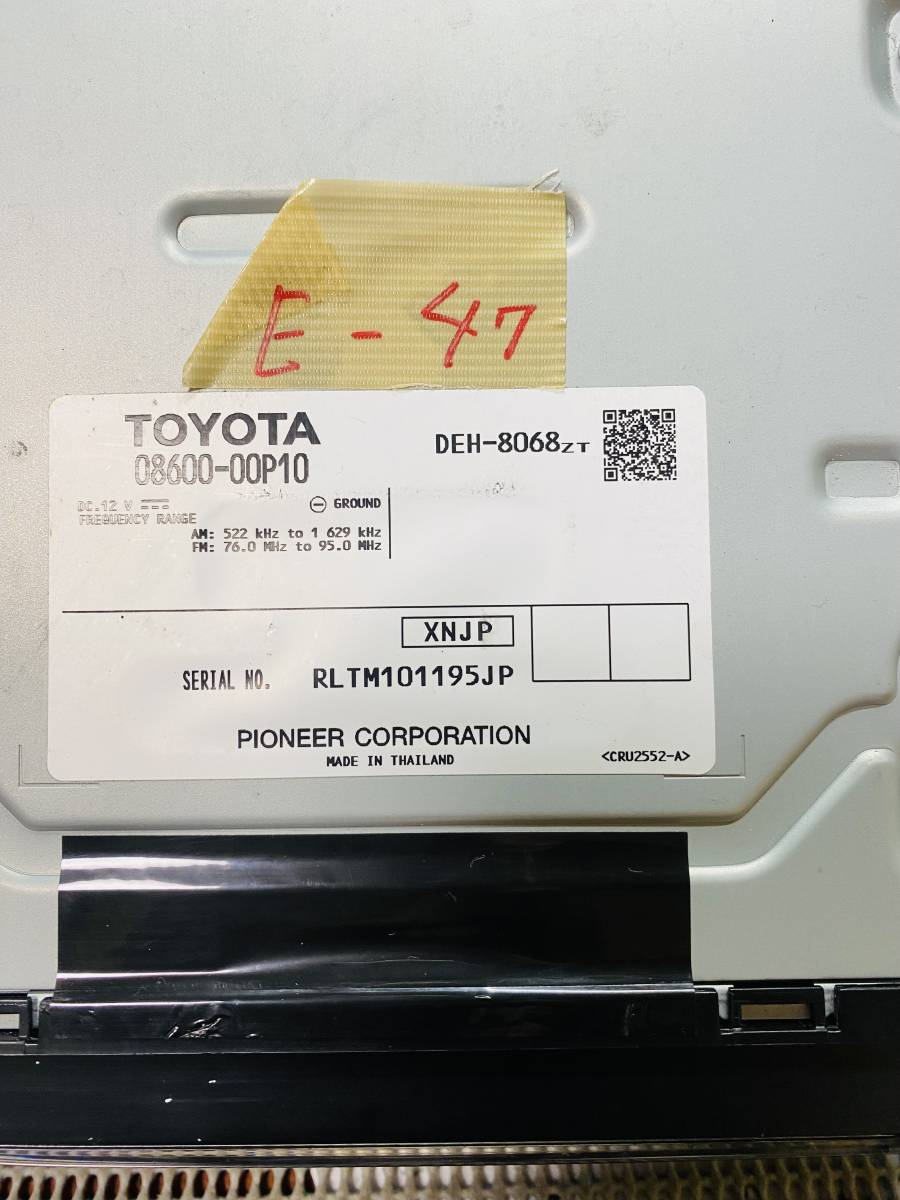 E-47
TOYOTA
08600-00P10
DEH-8068ZT
DC.12 V
GROUND
FREQUENCY RANGE
AM: 522 kHz to 1 629 kHz
FM: 76.0 MHz to 95.0 MHz
XNJP
SERIAL NO. RLTM101195JP
PIONEER CORPORATION
MADE IN THAILAND
<CRU2552-A>